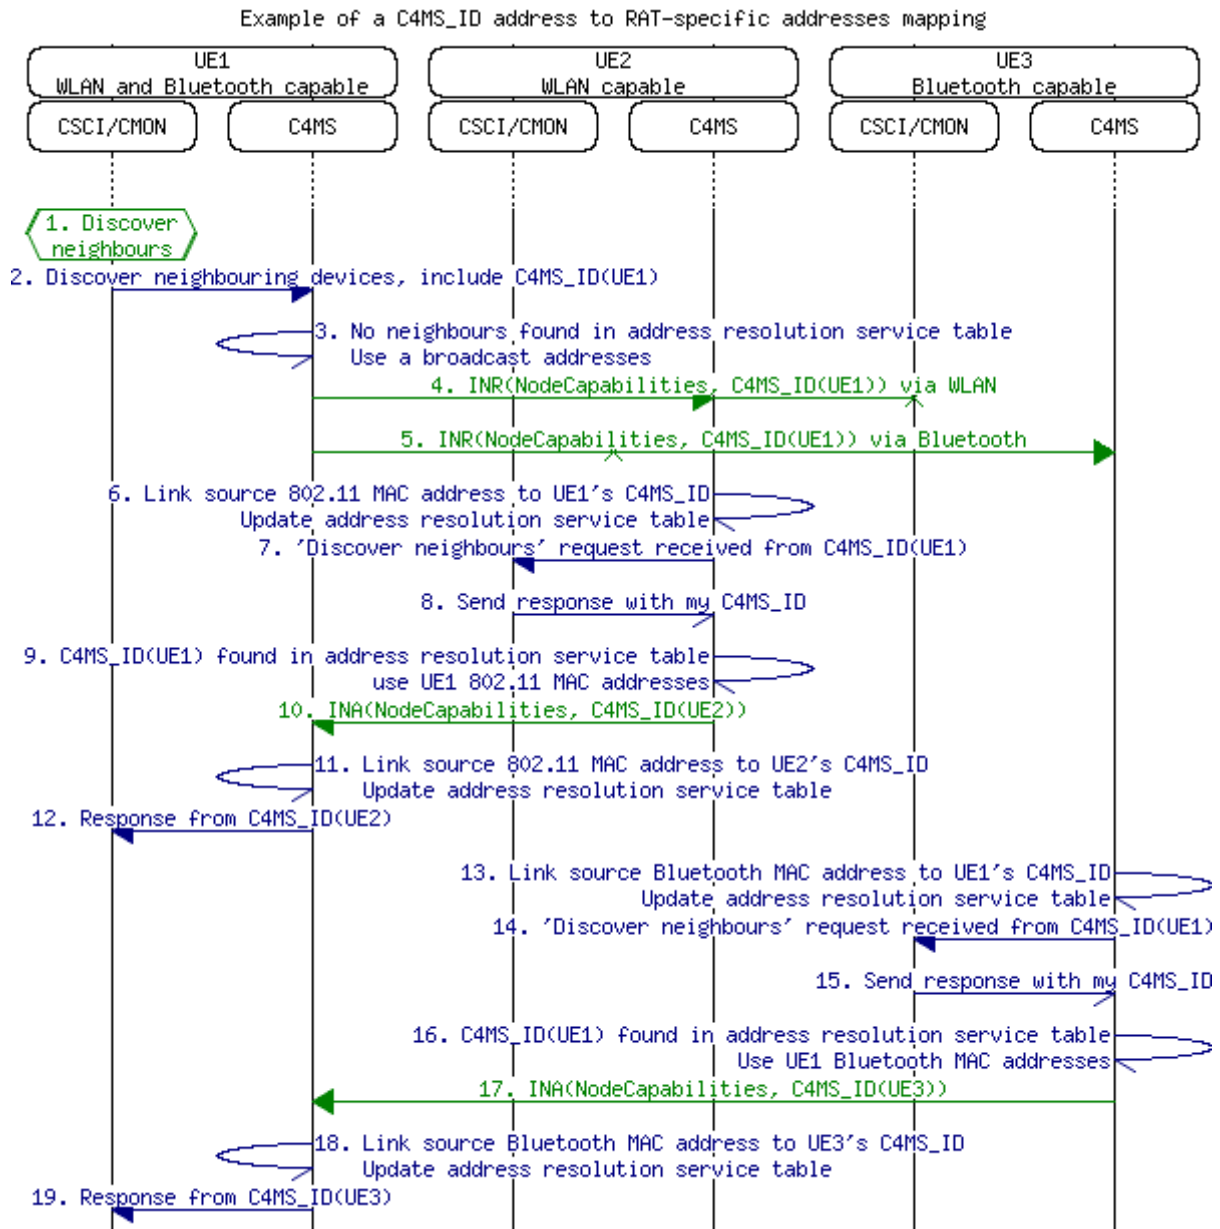 Example of a C4MS_ID address to RAT-specific addresses mapping
UE1
WLAN and Bluetooth capable
UE2
WLAN capable
UE3
Bluetooth capable
CSCI/CMON
C4MS
CSCI/CMON
C4MS
CSCI/CMON
C4MS
1. Discover
neighbours
2. Discover neighbouring devices, include C4MS_ID(UE1)
3. No neighbours found in address resolution service table
Use a broadcast addresses
4. INR(NodeCapabilities, C4MS_ID(UE1)) via WLAN
5. INR(NodeCapabilities, C4MS_ID(UE1)) via Bluetooth
6. Link source 802.11 MAC address to UE1's C4MS_ID
Update address resolution service table
7. 'Discover neighbours' request received from C4MS_ID(UE1)
8. Send response with my C4MS_ID
9. C4MS_ID(UE1) found in address resolution service table
use UE1 802.11 MAC addresses
10. INA(NodeCapabilities, C4MS_ID(UE2))
11. Link source 802.11 MAC address to UE2's C4MS_ID
Update address resolution service table
12. Response from C4MS_ID(UE2)
13. Link source Bluetooth MAC address to UE1's C4MS_ID
Update address resolution service table
14. 'Discover neighbours' request received from C4MS_ID(UE1)
15. Send response with my C4MS_ID
16. C4MS_ID(UE1) found in address resolution service table
Use UE1 Bluetooth MAC addresses
17. INA(NodeCapabilities, C4MS_ID(UE3))
18. Link source Bluetooth MAC address to UE3's C4MS_ID
Update address resolution service table
19. Response from C4MS_ID(UE3)